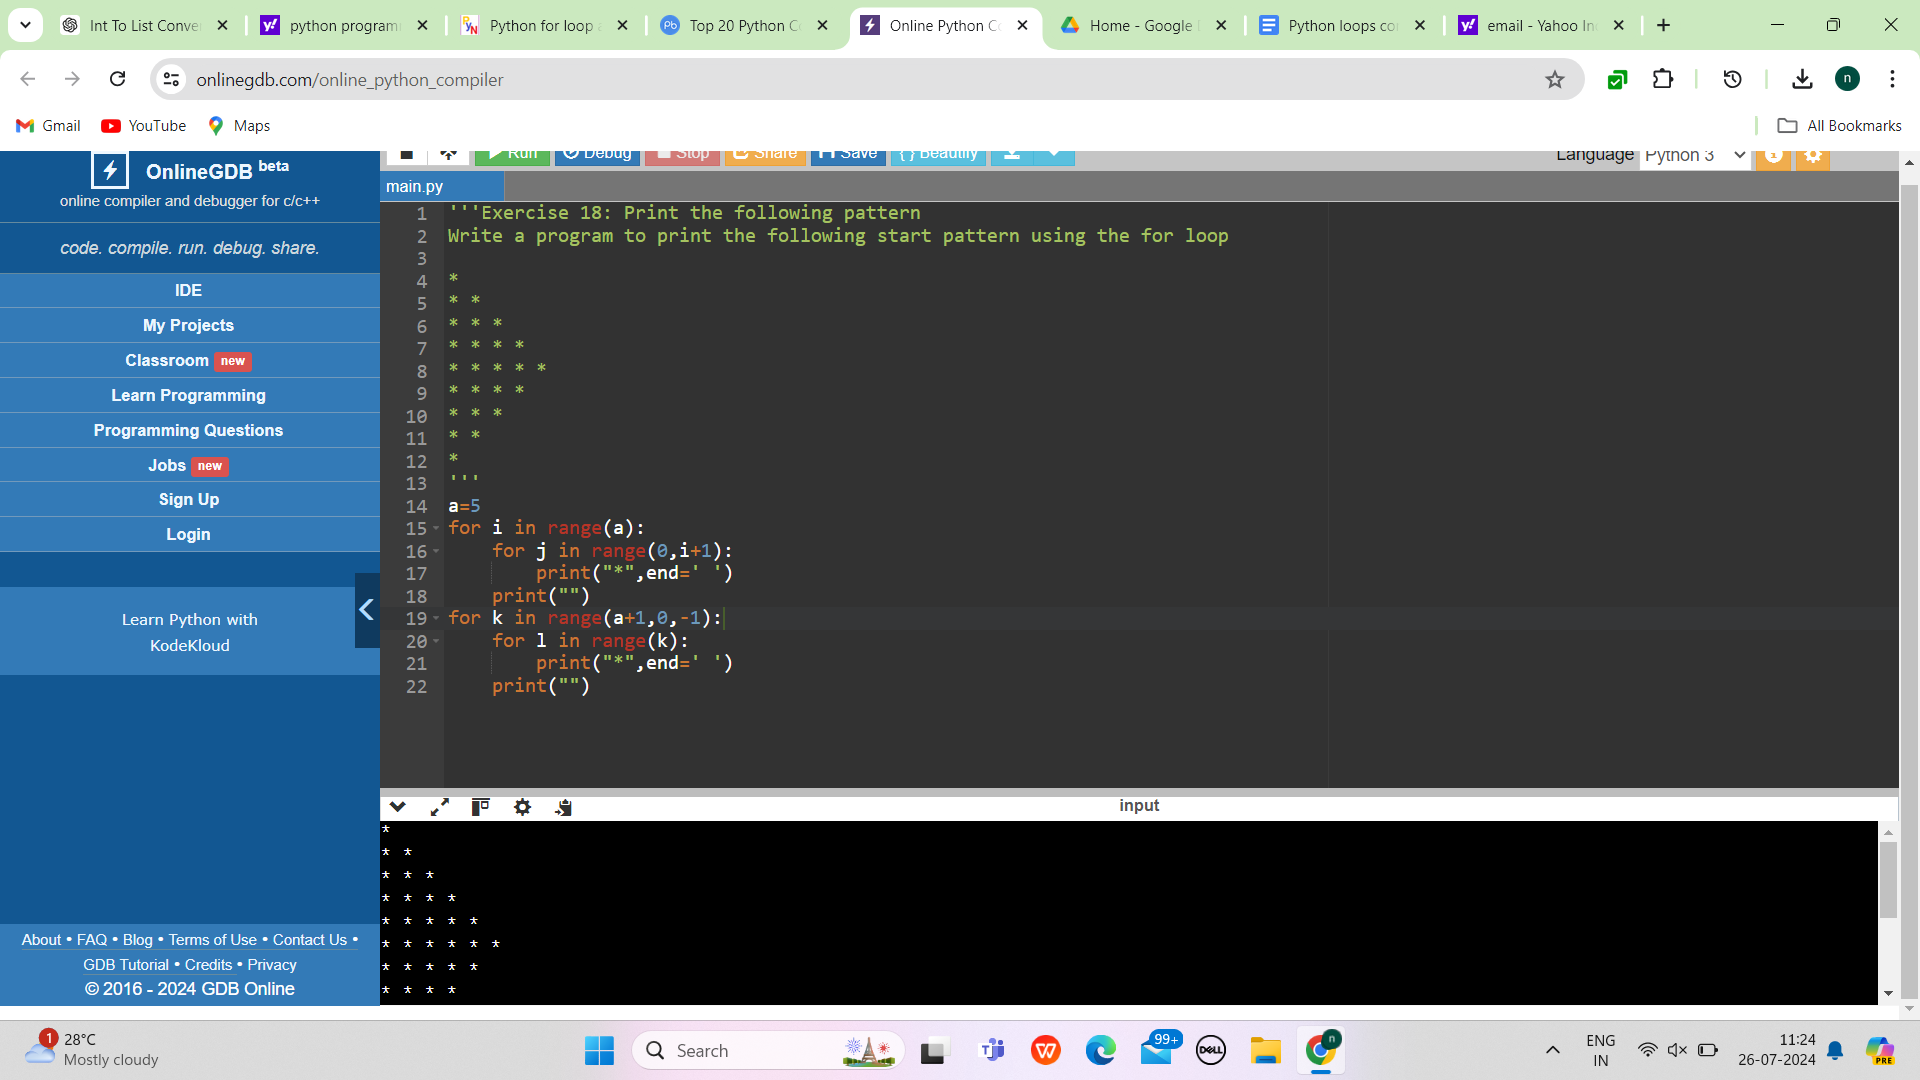 Int To List Conve
python program
Python for loop a
Top 20 Python C
Online Python Co
Home - Google
Python loops co
email - Yahoo In
onlinegdb.com/online_python_compiler
n
Gmail
YouTube
Maps
All Bookmarks
OnlineGDB beta
online compiler and debugger for c/c++
code. compile. run. debug. share.
IDE
My Projects
Classroom new
Learn Programming
Programming Questions
Jobs new
Sign Up
Login
Learn Python with
KodeKloud
About • FAQ • Blog • Terms of Use • Contact Us •
GDB Tutorial • Credits • Privacy
© 2016 - 2024 GDB Online
Run Debug Stop Share Save { } Beautify
Language Python 3
main.py
1 '''Exercise 18: Print the following pattern
2 Write a program to print the following start pattern using the for loop
3
4 *
5 * *
6 * * *
7 * * * *
8 * * * * *
9 * * * *
10 * * *
11 * *
12 *
13 '''
14 a=5
15 for i in range(a):
16     for j in range(0,i+1):
17         print("*",end=' ')
18     print("")
19 for k in range(a+1,0,-1):
20     for l in range(k):
21         print("*",end=' ')
22     print("")
input
*
* *
* * *
* * * *
* * * * *
* * * * * *
* * * * *
* * * *
1
28°C
Mostly cloudy
Search
99+
DELL
n
ENG
IN
11:24
26-07-2024
PRE